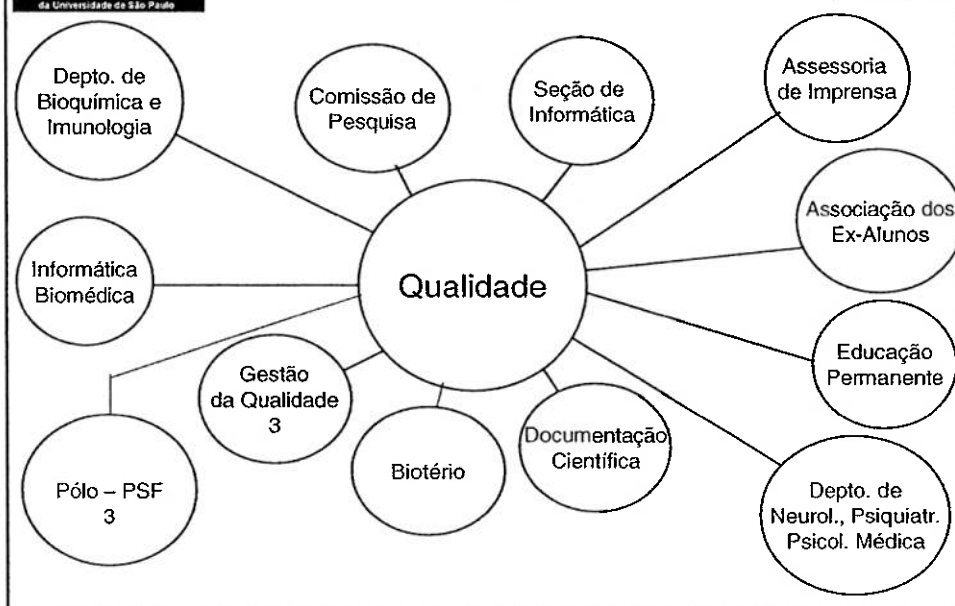 da Universidade de São Paulo
Depto. de
Bioquímica e
Imunologia
Comissão de
Pesquisa
Seção de
Informática
Assessoria
de Imprensa
Associação dos
Ex-Alunos
Informática
Biomédica
Qualidade
Educação
Permanente
Gestão
da Qualidade
3
Pólo – PSF
3
Biotério
Documentação
Científica
Depto. de
Neurol., Psiquiatr.
Psicol. Médica